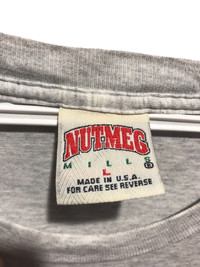 NUTMEG
MILLS ®
L
MADE IN U.S.A.
FOR CARE SEE REVERSE